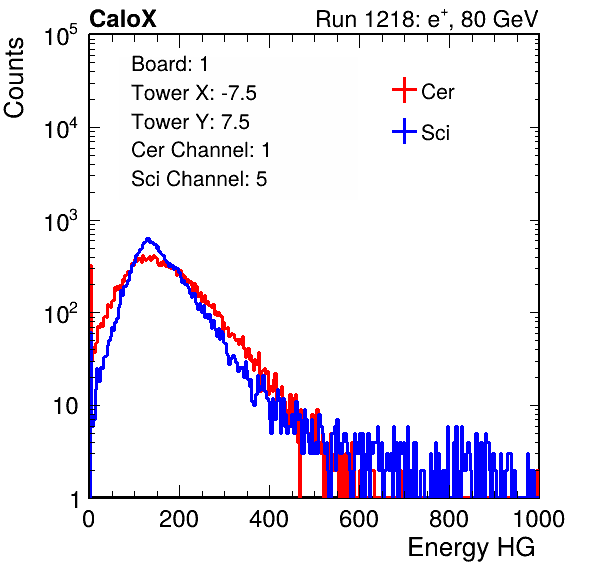 CaloX Run 1218: e⁺, 80 GeV
Counts
10⁵
10⁴
10³
10²
10
1
Board: 1
Tower X: -7.5
Tower Y: 7.5
Cer Channel: 1
Sci Channel: 5
Cer
Sci
0 200 400 600 800 1000
Energy HG